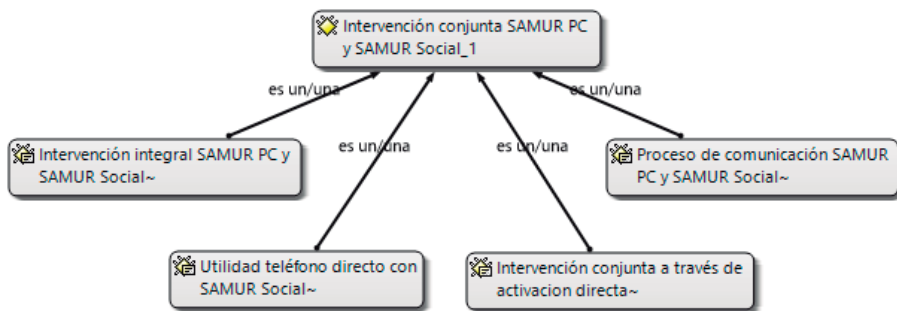 Intervención conjunta SAMUR PC
y SAMUR Social_1
es un/una
es un/una
es un/una
es un/una
Intervención integral SAMUR PC y
SAMUR Social~
Proceso de comunicación SAMUR
PC y SAMUR Social~
Utilidad teléfono directo con
SAMUR Social~
Intervención conjunta a través de
activacion directa~